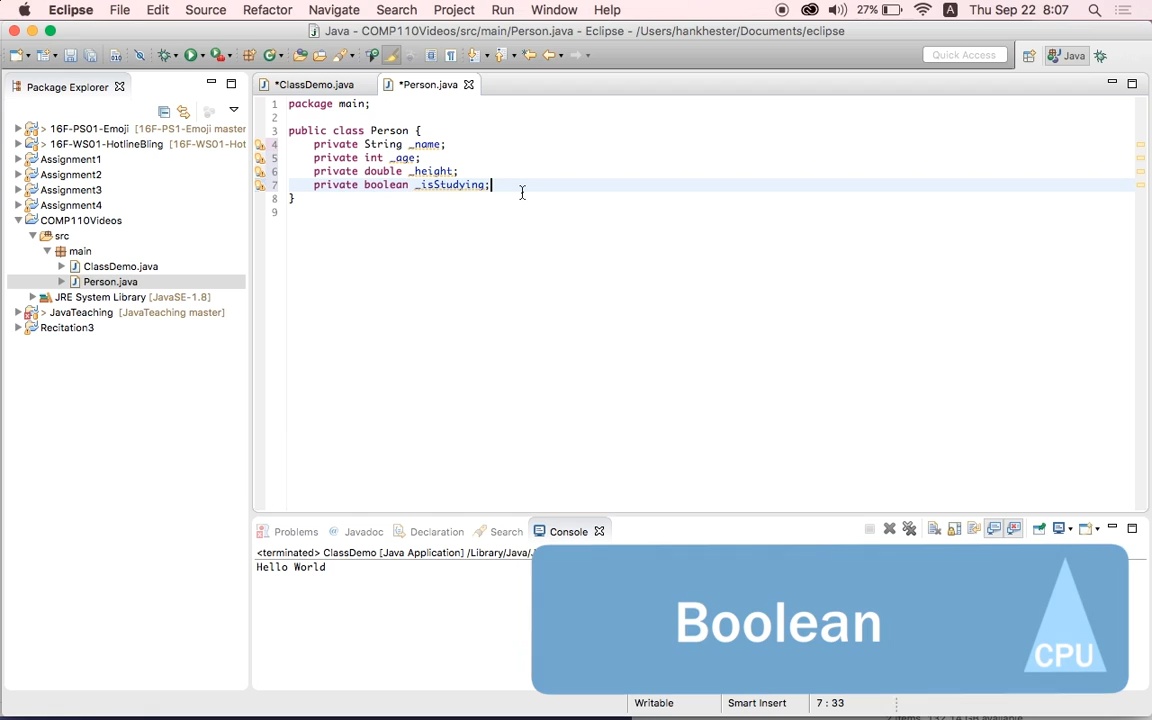 Eclipse File Edit Source Refactor Navigate Search Project Run Window Help 27% A Thu Sep 22 8:07
Java - COMP110Videos/src/main/Person.java - Eclipse - /Users/hankhester/Documents/eclipse
Quick Access Java
Package Explorer
*ClassDemo.java *Person.java
> 16F-PS01-Emoji [16F-PS1-Emoji master
> 16F-WS01-HotlineBling [16F-WS01-Hot
Assignment1
Assignment2
Assignment3
Assignment4
COMP110Videos
src
main
ClassDemo.java
Person.java
JRE System Library [JavaSE-1.8]
> JavaTeaching [JavaTeaching master]
Recitation3
1 package main;
2
3 public class Person {
4 private String _name;
5 private int _age;
6 private double _height;
7 private boolean _isStudying;
8 }
9
Problems @ Javadoc Declaration Search Console
<terminated> ClassDemo [Java Application] /Library/Java/
Hello World
Boolean
CPU
Writable Smart Insert 7 : 33